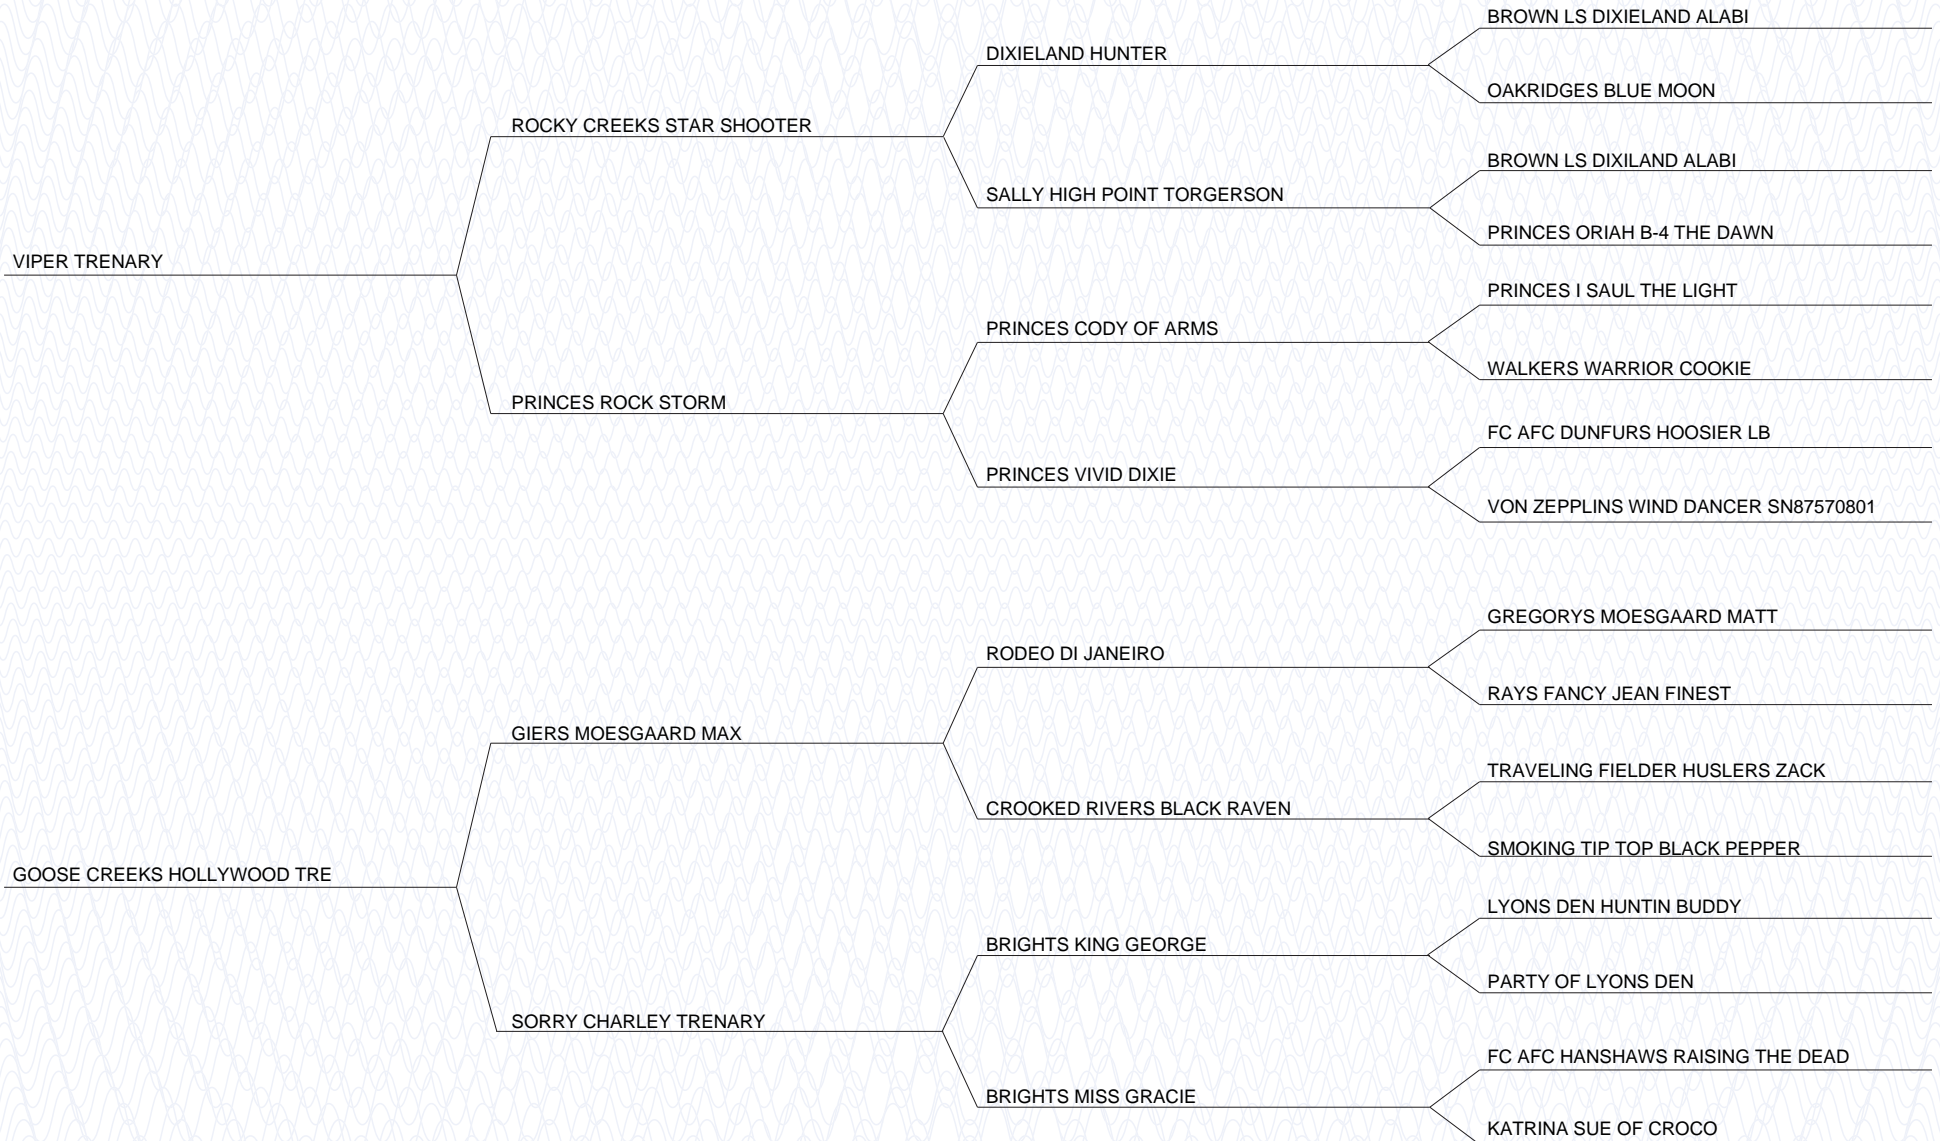 BROWN LS DIXIELAND ALABI
DIXIELAND HUNTER
OAKRIDGES BLUE MOON
ROCKY CREEKS STAR SHOOTER
BROWN LS DIXILAND ALABI
SALLY HIGH POINT TORGERSON
PRINCES ORIAH B-4 THE DAWN
VIPER TRENARY
PRINCES I SAUL THE LIGHT
PRINCES CODY OF ARMS
WALKERS WARRIOR COOKIE
PRINCES ROCK STORM
FC AFC DUNFURS HOOSIER LB
PRINCES VIVID DIXIE
VON ZEPPLINS WIND DANCER SN87570801
GREGORYS MOESGAARD MATT
RODEO DI JANEIRO
RAYS FANCY JEAN FINEST
GIERS MOESGAARD MAX
TRAVELING FIELDER HUSLERS ZACK
CROOKED RIVERS BLACK RAVEN
SMOKING TIP TOP BLACK PEPPER
GOOSE CREEKS HOLLYWOOD TRE
LYONS DEN HUNTIN BUDDY
BRIGHTS KING GEORGE
PARTY OF LYONS DEN
SORRY CHARLEY TRENARY
FC AFC HANSHAWS RAISING THE DEAD
BRIGHTS MISS GRACIE
KATRINA SUE OF CROCO